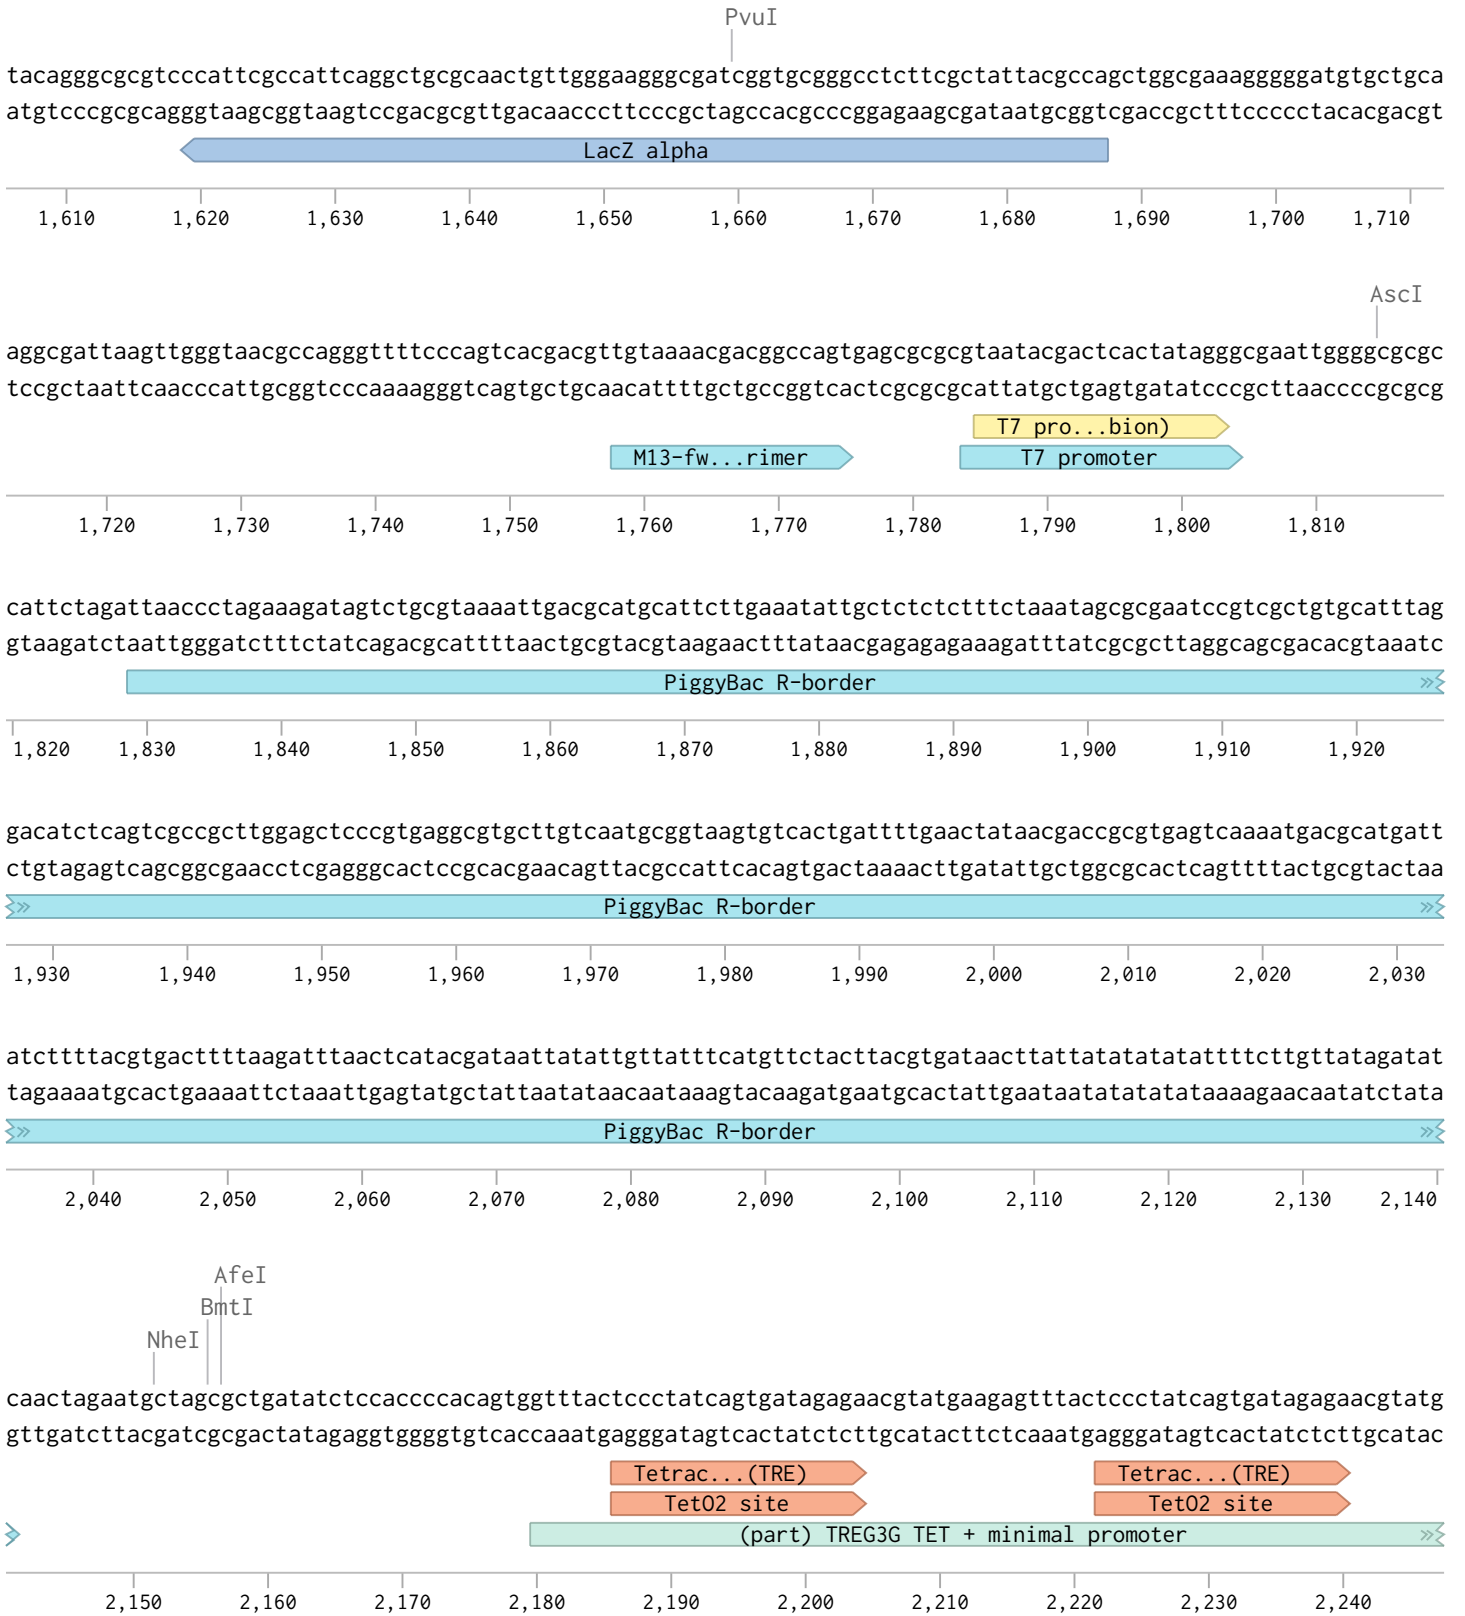 PvuI
tacagggcgcgtcccattcgccattcaggctgcgcaactgttgggaagggcgatcggtgcgggcctcttcgctattacgccagctggcgaaagggggatgtgctgca
atgtcccgcgcagggtaagcggtaagtccgacgcgttgacaacccttcccgctagccacgcccggagaagcgataatgcggtcgaccgctttccccctacacgacgt
LacZ alpha
1,610 1,620 1,630 1,640 1,650 1,660 1,670 1,680 1,690 1,700 1,710
AscI
aggcgattaagttgggtaacgccagggttttcccagtcacgacgttgtaaaacgacggccagtgagcgcgcgtaatacgactcactatagggcgaattggggcgcgc
tccgctaattcaacccattgcggtcccaaaagggtcagtgctgcaacattttgctgccggtcactcgcgcgcattatgctgagtgatatcccgcttaaccccgcgcg
T7 pro...bion)
M13-fw...rimer T7 promoter
1,720 1,730 1,740 1,750 1,760 1,770 1,780 1,790 1,800 1,810
cattctagattaaccctagaaagatagtctgcgtaaaattgacgcatgcattcttgaaatattgctctctctttctaaatagcgcgaatccgtcgctgtgcatttag
gtaagatctaattgggatctttctatcagacgcattttaactgcgtacgtaagaactttataacgagagagaaagatttatcgcgcttaggcagcgacacgtaaatc
PiggyBac R-border
1,820 1,830 1,840 1,850 1,860 1,870 1,880 1,890 1,900 1,910 1,920
gacatctcagtcgccgcttggagctcccgtgaggcgtgcttgtcaatgcggtaagtgtcactgattttgaactataacgaccgcgtgagtcaaaatgacgcatgatt
ctgtagagtcagcggcgaacctcgagggcactccgcacgaacagttacgccattcacagtgactaaaacttgatattgctggcgcactcagttttactgcgtactaa
PiggyBac R-border
1,930 1,940 1,950 1,960 1,970 1,980 1,990 2,000 2,010 2,020 2,030
atcttttacgtgacttttaagatttaactcatacgataattatattgttatttcatgttctacttacgtgataacttattatatatatattttcttgttatagatat
tagaaaatgcactgaaaattctaaattgagtatgctattaatataacaataaagtacaagatgaatgcactattgaataatatatatataaaagaacaatatctata
PiggyBac R-border
2,040 2,050 2,060 2,070 2,080 2,090 2,100 2,110 2,120 2,130 2,140
AfeI
BmtI
NheI
caactagaatgctagcgctgatatctccaccccacagtggtttactccctatcagtgatagagaacgtatgaagagtttactccctatcagtgatagagaacgtatg
gttgatcttacgatcgcgactatagaggtggggtgtcaccaaatgagggatagtcactatctcttgcatacttctcaaatgagggatagtcactatctcttgcatac
Tetrac...(TRE) Tetrac...(TRE)
TetO2 site TetO2 site
(part) TREG3G TET + minimal promoter
2,150 2,160 2,170 2,180 2,190 2,200 2,210 2,220 2,230 2,240